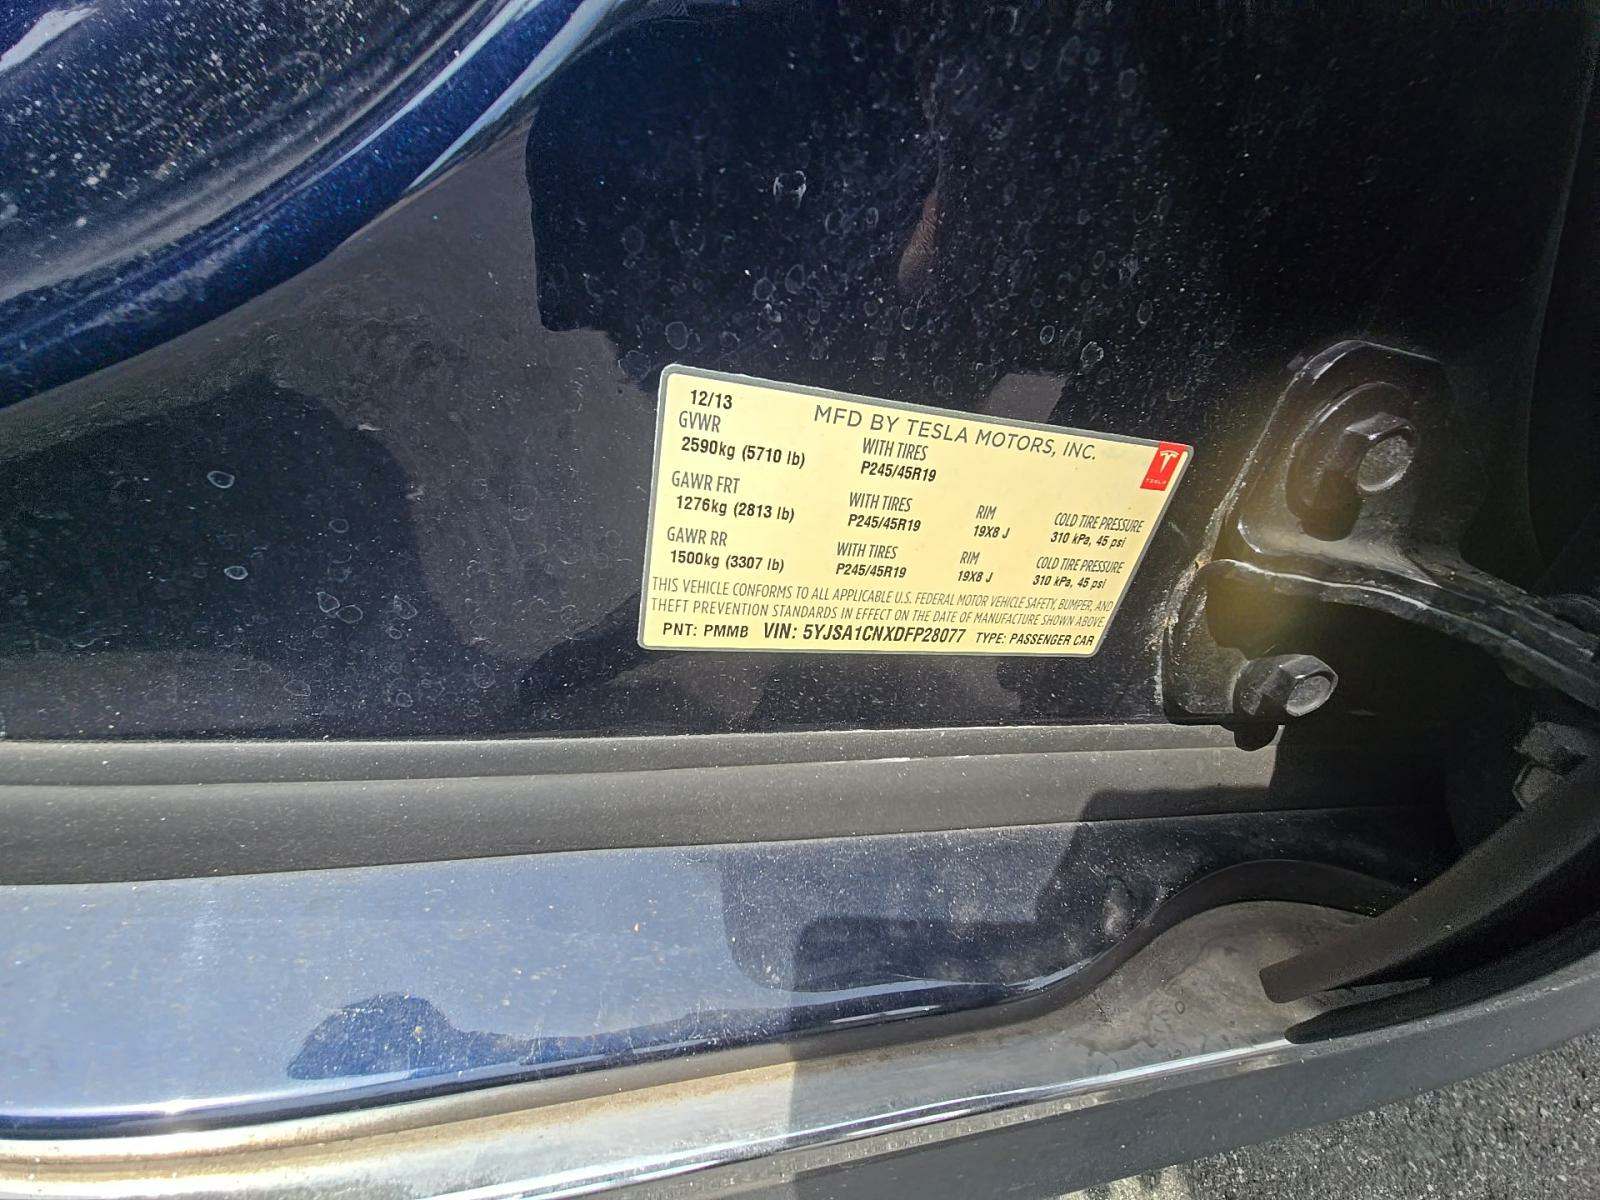 12/13 MFD BY TESLA MOTORS, INC.
GVWR WITH TIRES
2590kg (5710 lb) P245/45R19
TESLA
GAWR FRT WITH TIRES RIM COLD TIRE PRESSURE
1276kg (2813 lb) P245/45R19 19X8 J 310 kPa, 45 psi
GAWR RR WITH TIRES RIM COLD TIRE PRESSURE
1500kg (3307 lb) P245/45R19 19X8 J 310 kPa, 45 psi
THIS VEHICLE CONFORMS TO ALL APPLICABLE U.S. FEDERAL MOTOR VEHICLE SAFETY, BUMPER, AND
THEFT PREVENTION STANDARDS IN EFFECT ON THE DATE OF MANUFACTURE SHOWN ABOVE.
PNT: PMMB VIN: 5YJSA1CNXDFP28077 TYPE: PASSENGER CAR